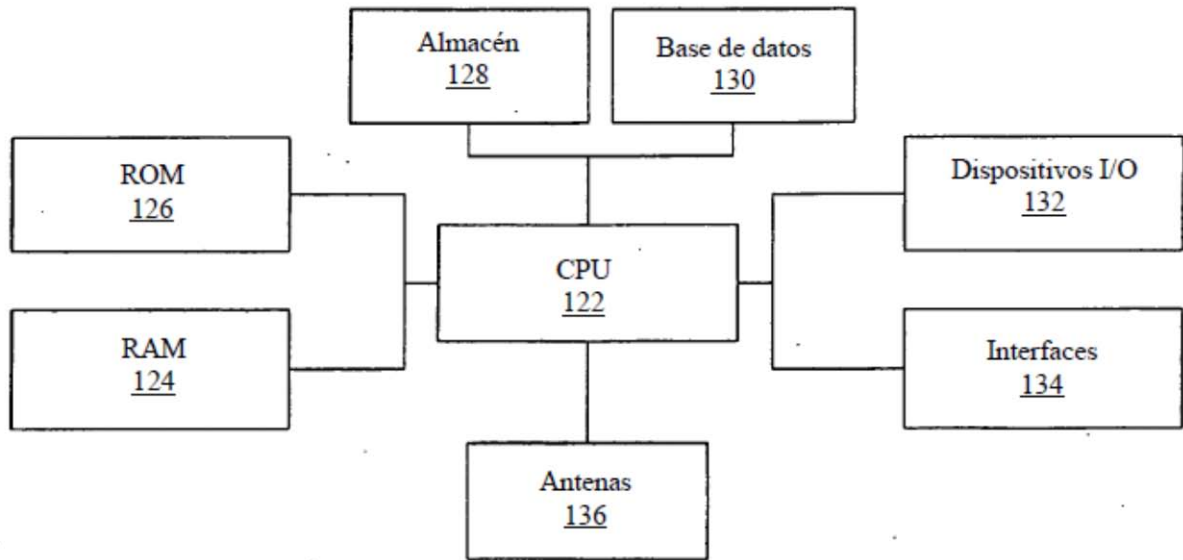 Almacén
128
Base de datos
130
ROM
126
Dispositivos I/O
132
CPU
122
RAM
124
Interfaces
134
Antenas
136